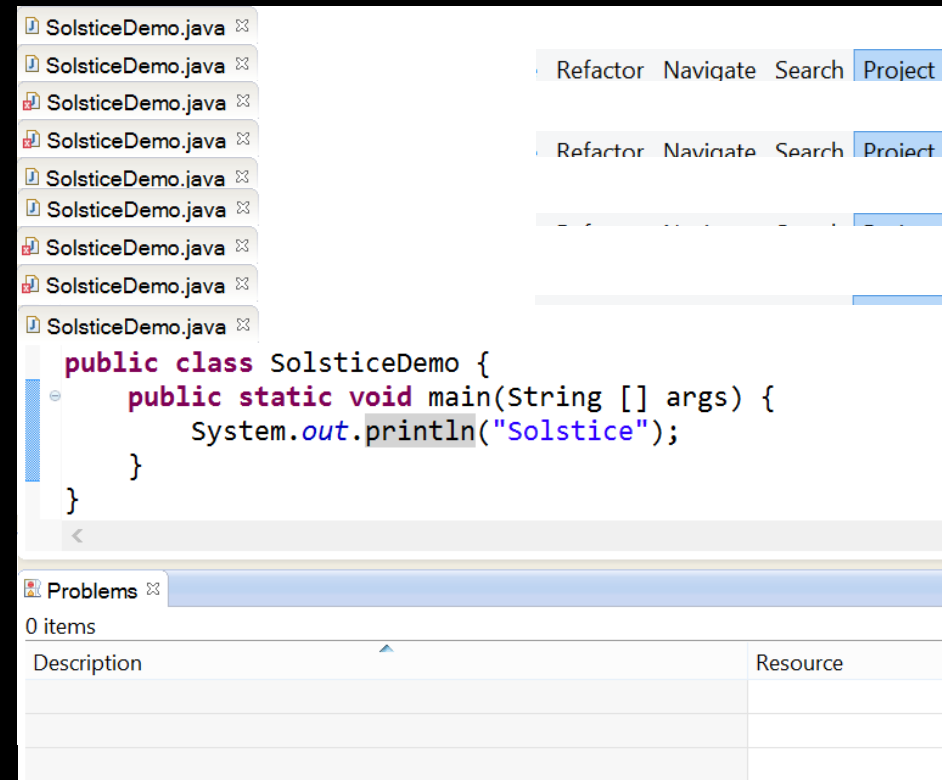 SolsticeDemo.java
SolsticeDemo.java
Refactor Navigate Search Project
SolsticeDemo.java
SolsticeDemo.java
Refactor Navigate Search Project
SolsticeDemo.java
SolsticeDemo.java
SolsticeDemo.java
SolsticeDemo.java
SolsticeDemo.java
public class SolsticeDemo {
public static void main(String [] args) {
System.out.println("Solstice");
}
}
Problems
0 items
Description Resource